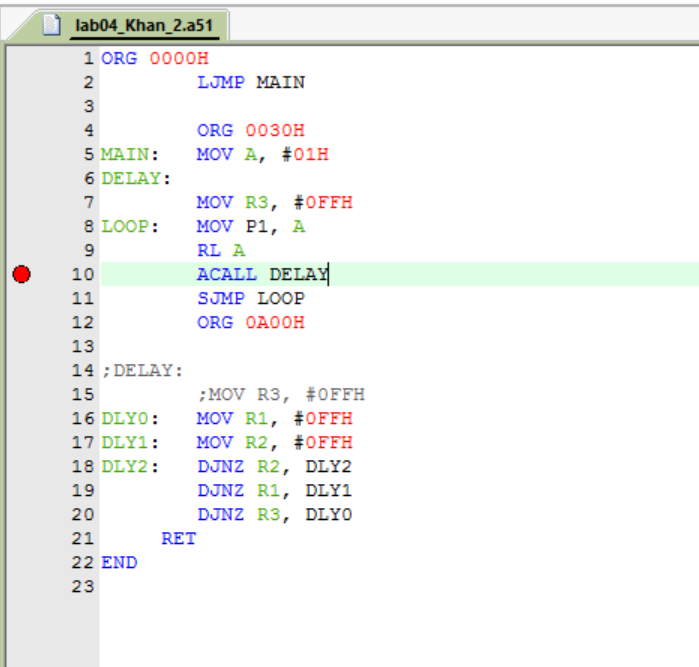 lab04_Khan_2.a51
1 ORG 0000H
2 LJMP MAIN
3
4 ORG 0030H
5 MAIN: MOV A, #01H
6 DELAY:
7 MOV R3, #0FFH
8 LOOP: MOV P1, A
9 RL A
10 ACALL DELAY
11 SJMP LOOP
12 ORG 0A00H
13
14 ;DELAY:
15 ;MOV R3, #0FFH
16 DLY0: MOV R1, #0FFH
17 DLY1: MOV R2, #0FFH
18 DLY2: DJNZ R2, DLY2
19 DJNZ R1, DLY1
20 DJNZ R3, DLY0
21 RET
22 END
23